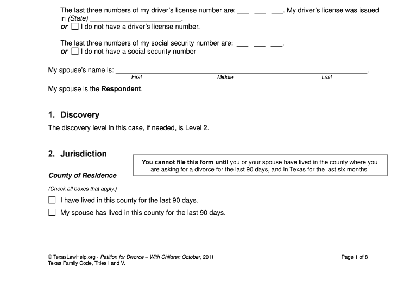 The last three numbers of my driver's license number are: ___ ___ ___. My driver's license was issued
in (State) ___
or ☐ I do not have a driver's license number.
The last three numbers of my social security number are: ___ ___ ___.
or ☐ I do not have a social security number
My spouse's name is: ___.
First Middle Last
My spouse is the Respondent.
1. Discovery
The discovery level in this case, if needed, is Level 2.
2. Jurisdiction
You cannot file this form until you or your spouse have lived in the county where you
are asking for a divorce for the last 90 days, and in Texas for the last six months
County of Residence
(Check all boxes that apply.)
☐ I have lived in this county for the last 90 days.
☐ My spouse has lived in this county for the last 90 days.
© TexasLawHelp.org - Petition for Divorce – With Children October, 2011 Page 1 of 8
Texas Family Code, Titles I and V.